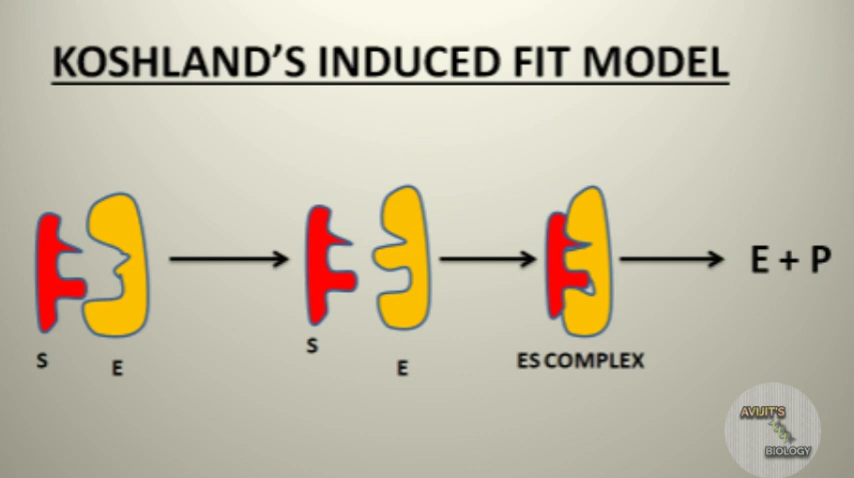 KOSHLAND'S INDUCED FIT MODEL
E + P
S
S
E
E
ES COMPLEX
AVIJIT'S
BIOLOGY